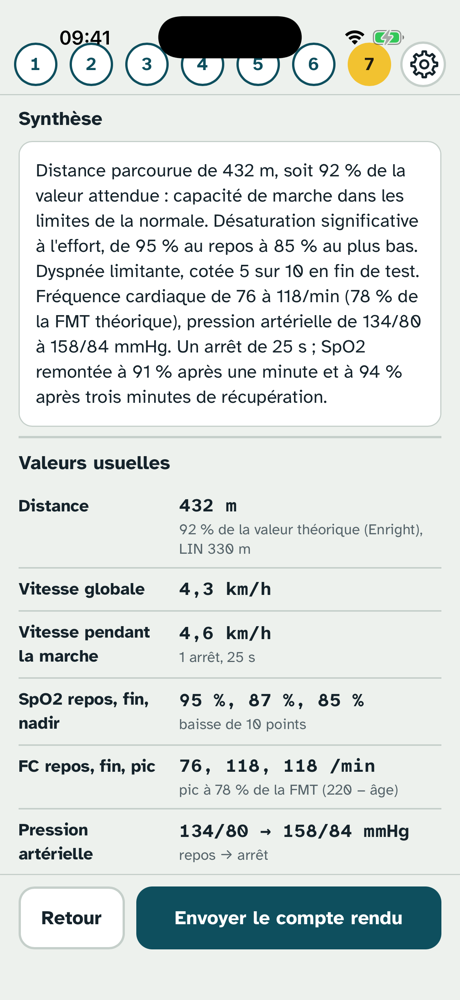 09:41
1 2 3 4 5 6 7
Synthèse
Distance parcourue de 432 m, soit 92 % de la
valeur attendue : capacité de marche dans les
limites de la normale. Désaturation significative
à l'effort, de 95 % au repos à 85 % au plus bas.
Dyspnée limitante, cotée 5 sur 10 en fin de test.
Fréquence cardiaque de 76 à 118/min (78 % de
la FMT théorique), pression artérielle de 134/80
à 158/84 mmHg. Un arrêt de 25 s ; SpO2
remontée à 91 % après une minute et à 94 %
après trois minutes de récupération.
Valeurs usuelles
Distance 432 m
92 % de la valeur théorique (Enright),
LIN 330 m
Vitesse globale 4,3 km/h
Vitesse pendant la marche 4,6 km/h
1 arrêt, 25 s
SpO2 repos, fin, nadir 95 %, 87 %, 85 %
baisse de 10 points
FC repos, fin, pic 76, 118, 118 /min
pic à 78 % de la FMT (220 – âge)
Pression artérielle 134/80 → 158/84 mmHg
repos → arrêt
Retour Envoyer le compte rendu